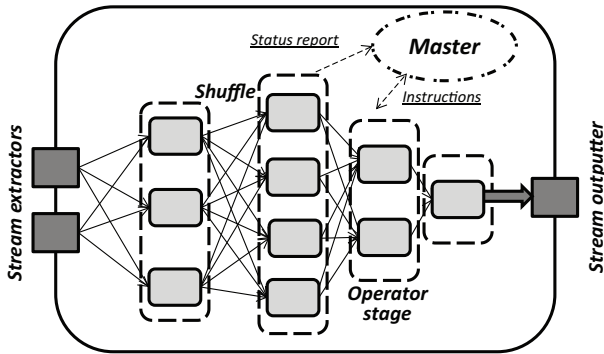 Status report
Master
Shuffle
Instructions
Stream extractors
Stream outputter
Operator
stage